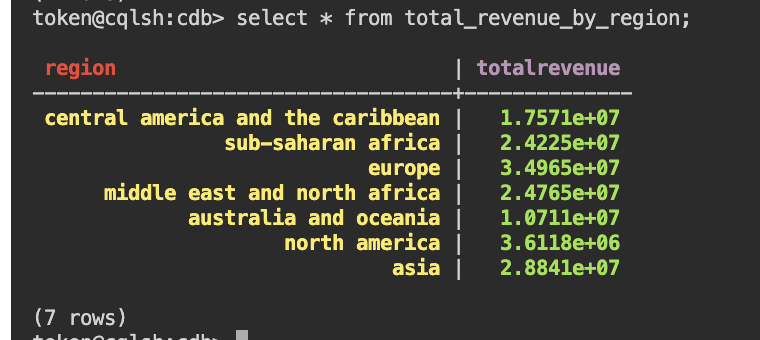 token@cqlsh:cdb> select * from total_revenue_by_region;
region | totalrevenue
---------------------------------+--------------
central america and the caribbean | 1.7571e+07
sub-saharan africa | 2.4225e+07
europe | 3.4965e+07
middle east and north africa | 2.4765e+07
australia and oceania | 1.0711e+07
north america | 3.6118e+06
asia | 2.8841e+07
(7 rows)
token@cqlsh:cdb>